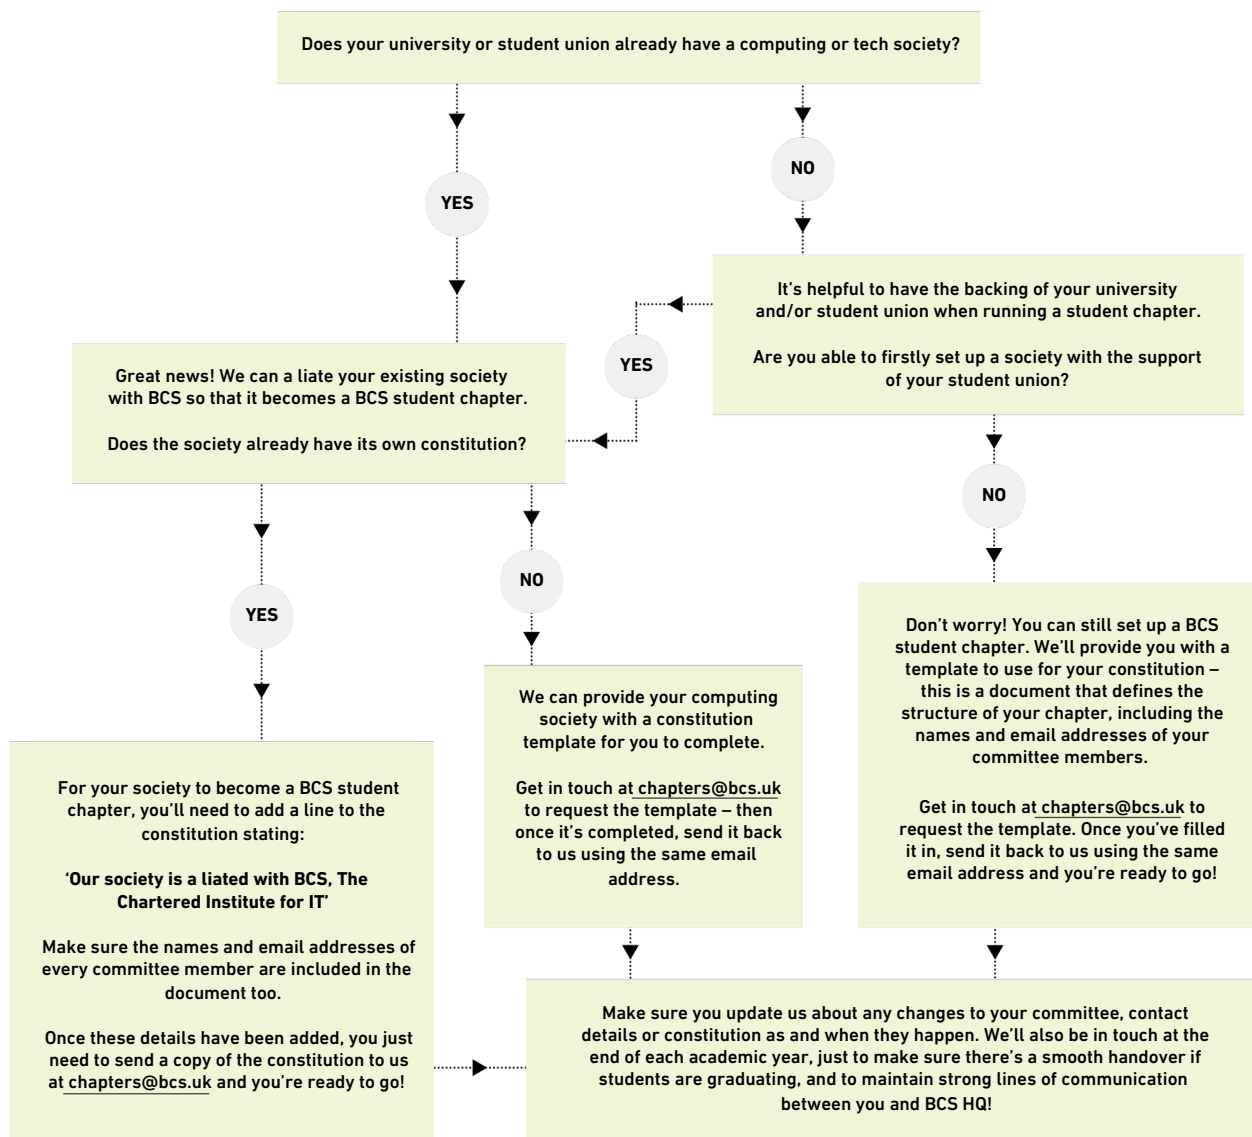 Does your university or student union already have a computing or tech society?
NO
YES
It's helpful to have the backing of your university
and/or student union when running a student chapter.
Are you able to firstly set up a society with the support
of your student union?
YES
Great news! We can a liate your existing society
with BCS so that it becomes a BCS student chapter.
Does the society already have its own constitution?
NO
NO
YES
Don't worry! You can still set up a BCS
student chapter. We'll provide you with a
template to use for your constitution –
this is a document that defines the
structure of your chapter, including the
names and email addresses of your
committee members.
Get in touch at chapters@bcs.uk to
request the template. Once you've filled
it in, send it back to us using the same
email address and you're ready to go!
We can provide your computing
society with a constitution
template for you to complete.
Get in touch at chapters@bcs.uk
to request the template – then
once it's completed, send it back
to us using the same email
address.
For your society to become a BCS student
chapter, you'll need to add a line to the
constitution stating:
'Our society is a liated with BCS, The
Chartered Institute for IT'
Make sure the names and email addresses of
every committee member are included in the
document too.
Once these details have been added, you just
need to send a copy of the constitution to us
at chapters@bcs.uk and you're ready to go!
Make sure you update us about any changes to your committee, contact
details or constitution as and when they happen. We'll also be in touch at the
end of each academic year, just to make sure there's a smooth handover if
students are graduating, and to maintain strong lines of communication
between you and BCS HQ!